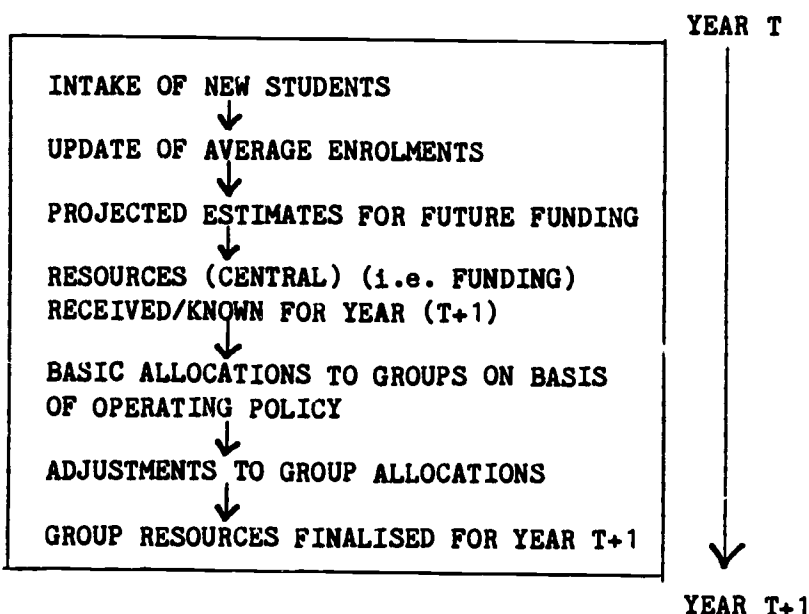 YEAR T
INTAKE OF NEW STUDENTS
UPDATE OF AVERAGE ENROLMENTS
PROJECTED ESTIMATES FOR FUTURE FUNDING
RESOURCES (CENTRAL) (i.e. FUNDING)
RECEIVED/KNOWN FOR YEAR (T+1)
BASIC ALLOCATIONS TO GROUPS ON BASIS
OF OPERATING POLICY
ADJUSTMENTS TO GROUP ALLOCATIONS
GROUP RESOURCES FINALISED FOR YEAR T+1
YEAR T+1